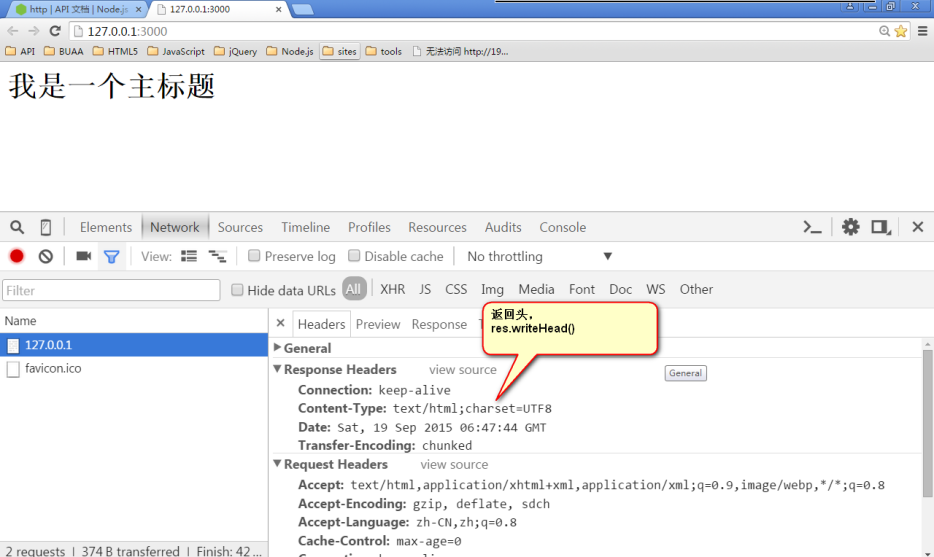 http | API 文档 | Node.js
127.0.0.1:3000
127.0.0.1:3000
API BUAA HTML5 JavaScript jQuery Node.js sites tools 无法访问 http://19...
我是一个主标题
Elements Network Sources Timeline Profiles Resources Audits Console
View: Preserve log Disable cache No throttling
Filter Hide data URLs All XHR JS CSS Img Media Font Doc WS Other
Name
127.0.0.1
favicon.ico
2 requests | 374 B transferred | Finish: 42 ...
Headers Preview Response
返回头,
res.writeHead()
General
Response Headers view source
General
Connection: keep-alive
Content-Type: text/html;charset=UTF8
Date: Sat, 19 Sep 2015 06:47:44 GMT
Transfer-Encoding: chunked
Request Headers view source
Accept: text/html,application/xhtml+xml,application/xml;q=0.9,image/webp,*/*;q=0.8
Accept-Encoding: gzip, deflate, sdch
Accept-Language: zh-CN,zh;q=0.8
Cache-Control: max-age=0